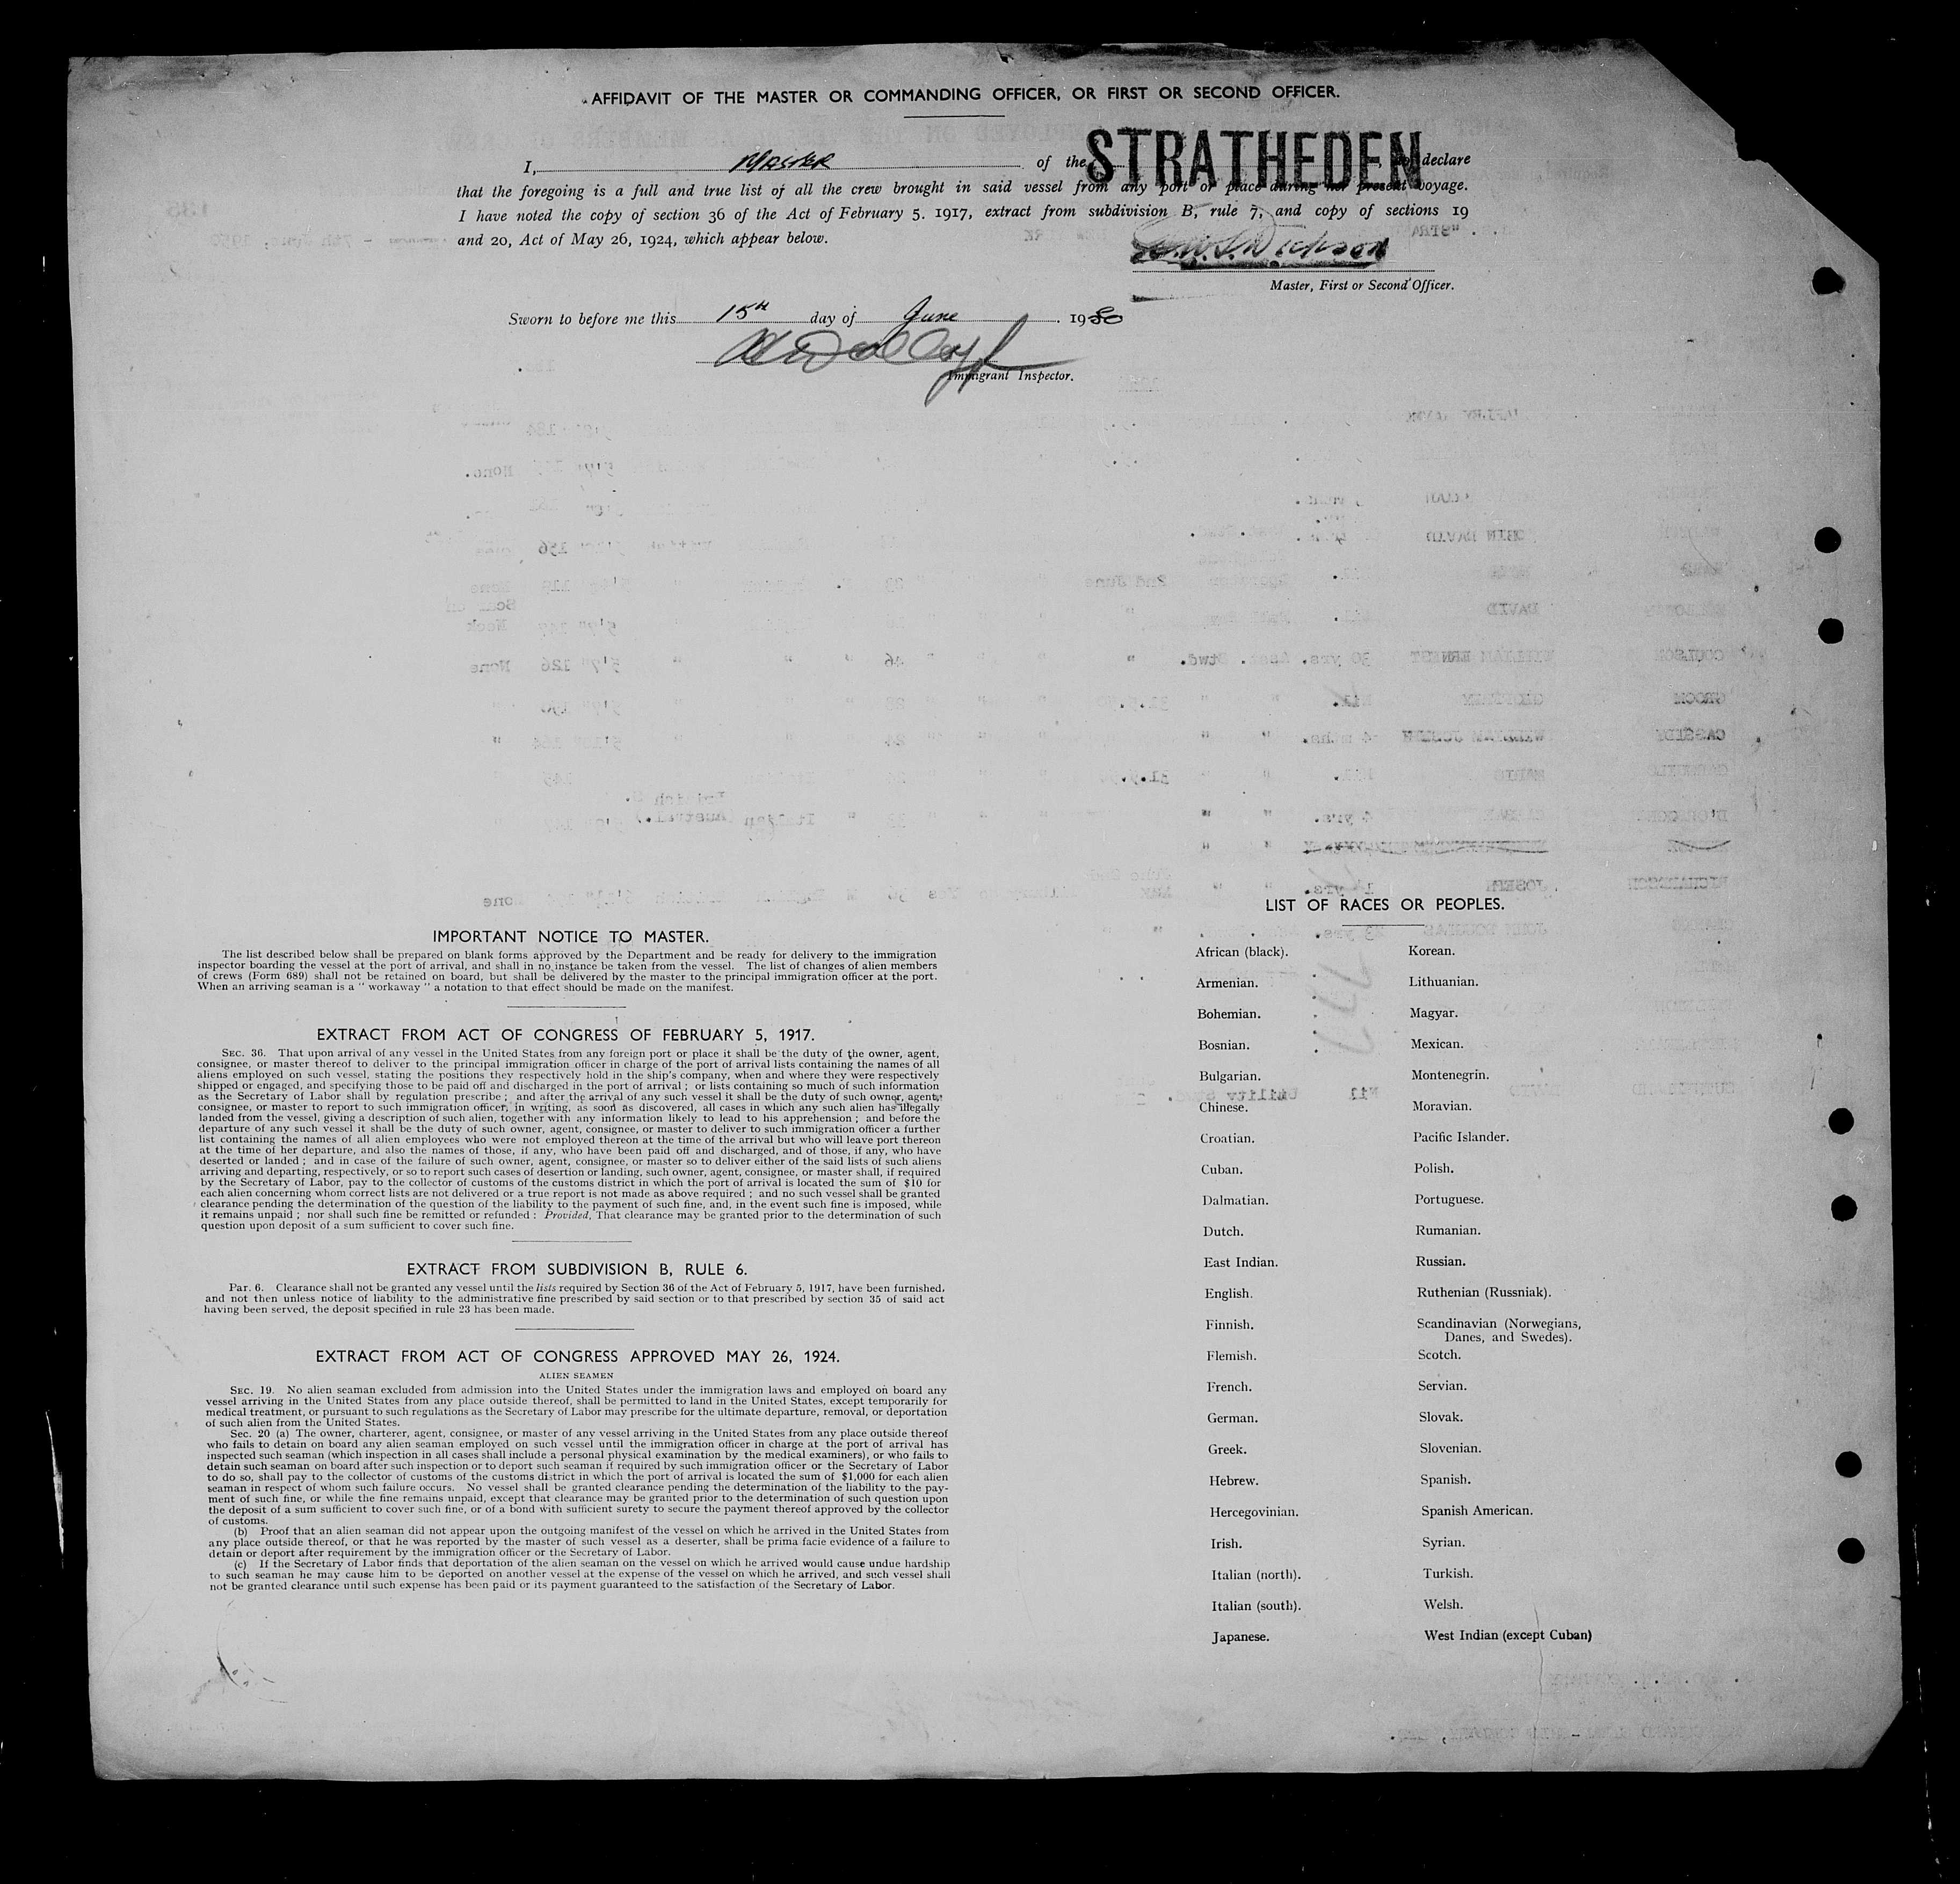 AFFIDAVIT OF THE MASTER OR COMMANDING OFFICER, OR FIRST OR SECOND OFFICER.
I, Master of the STRATHEDEN, do declare
that the foregoing is a full and true list of all the crew brought in said vessel from any port or place during her present voyage.
I have noted the copy of section 36 of the Act of February 5. 1917, extract from subdivision B, rule 7, and copy of sections 19
and 20, Act of May 26, 1924, which appear below.
Dickson
Master, First or Second Officer.
Sworn to before me this 15th day of June 1950
Immigrant Inspector.
IMPORTANT NOTICE TO MASTER.
The list described below shall be prepared on blank forms approved by the Department and be ready for delivery to the immigration
inspector boarding the vessel at the port of arrival, and shall in no instance be taken from the vessel. The list of changes of alien members
of crews (Form 689) shall not be retained on board, but shall be delivered by the master to the principal immigration officer at the port.
When an arriving seaman is a " workaway " a notation to that effect should be made on the manifest.
EXTRACT FROM ACT OF CONGRESS OF FEBRUARY 5, 1917.
SEC. 36. That upon arrival of any vessel in the United States from any foreign port or place it shall be the duty of the owner, agent,
consignee, or master thereof to deliver to the principal immigration officer in charge of the port of arrival lists containing the names of all
aliens employed on such vessel, stating the positions they respectively hold in the ship's company, when and where they were respectively
shipped or engaged, and specifying those to be paid off and discharged in the port of arrival ; or lists containing so much of such information
as the Secretary of Labor shall by regulation prescribe ; and after the arrival of any such vessel it shall be the duty of such owner, agent,
consignee, or master to report to such immigration officer, in writing, as soon as discovered, all cases in which any such alien has illegally
landed from the vessel, giving a description of such alien, together with any information likely to lead to his apprehension ; and before the
departure of any such vessel it shall be the duty of such owner, agent, consignee, or master to deliver to such immigration officer a further
list containing the names of all alien employees who were not employed thereon at the time of the arrival but who will leave port thereon
at the time of her departure, and also the names of those, if any, who have been paid off and discharged, and of those, if any, who have
deserted or landed ; and in case of the failure of such owner, agent, consignee, or master so to deliver either of the said lists of such aliens
arriving and departing, respectively, or so to report such cases of desertion or landing, such owner, agent, consignee, or master shall, if required
by the Secretary of Labor, pay to the collector of customs of the customs district in which the port of arrival is located the sum of $10 for
each alien concerning whom correct lists are not delivered or a true report is not made as above required ; and no such vessel shall be granted
clearance pending the determination of the question of the liability to the payment of such fine, and, in the event such fine is imposed, while
it remains unpaid ; nor shall such fine be remitted or refunded : Provided, That clearance may be granted prior to the determination of such
question upon deposit of a sum sufficient to cover such fine.
EXTRACT FROM SUBDIVISION B, RULE 6.
Par. 6. Clearance shall not be granted any vessel until the lists required by Section 36 of the Act of February 5, 1917, have been furnished,
and not then unless notice of liability to the administrative fine prescribed by said section or to that prescribed by section 35 of said act
having been served, the deposit specified in rule 23 has been made.
EXTRACT FROM ACT OF CONGRESS APPROVED MAY 26, 1924.
ALIEN SEAMEN
SEC. 19. No alien seaman excluded from admission into the United States under the immigration laws and employed on board any
vessel arriving in the United States from any place outside thereof, shall be permitted to land in the United States, except temporarily for
medical treatment, or pursuant to such regulations as the Secretary of Labor may prescribe for the ultimate departure, removal, or deportation
of such alien from the United States.
Sec. 20 (a) The owner, charterer, agent, consignee, or master of any vessel arriving in the United States from any place outside thereof
who fails to detain on board any alien seaman employed on such vessel until the immigration officer in charge at the port of arrival has
inspected such seaman (which inspection in all cases shall include a personal physical examination by the medical examiners), or who fails to
detain such seaman on board after such inspection or to deport such seaman if required by such immigration officer or the Secretary of Labor
to do so, shall pay to the collector of customs of the customs district in which the port of arrival is located the sum of $1,000 for each alien
seaman in respect of whom such failure occurs. No vessel shall be granted clearance pending the determination of the liability to the pay-
ment of such fine, or while the fine remains unpaid, except that clearance may be granted prior to the determination of such question upon
the deposit of a sum sufficient to cover such fine, or of a bond with sufficient surety to secure the payment thereof approved by the collector
of customs.
(b) Proof that an alien seaman did not appear upon the outgoing manifest of the vessel on which he arrived in the United States from
any place outside thereof, or that he was reported by the master of such vessel as a deserter, shall be prima facie evidence of a failure to
detain or deport after requirement by the immigration officer or the Secretary of Labor.
(c) If the Secretary of Labor finds that deportation of the alien seaman on the vessel on which he arrived would cause undue hardship
to such seaman he may cause him to be deported on another vessel at the expense of the vessel on which he arrived, and such vessel shall
not be granted clearance until such expense has been paid or its payment guaranteed to the satisfaction of the Secretary of Labor.
LIST OF RACES OR PEOPLES.
African (black).
Armenian.
Bohemian.
Bosnian.
Bulgarian.
Chinese.
Croatian.
Cuban.
Dalmatian.
Dutch.
East Indian.
English.
Finnish.
Flemish.
French.
German.
Greek.
Hebrew.
Hercegovinian.
Irish.
Italian (north).
Italian (south).
Japanese.
Korean.
Lithuanian.
Magyar.
Mexican.
Montenegrin.
Moravian.
Pacific Islander.
Polish.
Portuguese.
Rumanian.
Russian.
Ruthenian (Russniak).
Scandinavian (Norwegians,
Danes, and Swedes).
Scotch.
Servian.
Slovak.
Slovenian.
Spanish.
Spanish American.
Syrian.
Turkish.
Welsh.
West Indian (except Cuban)